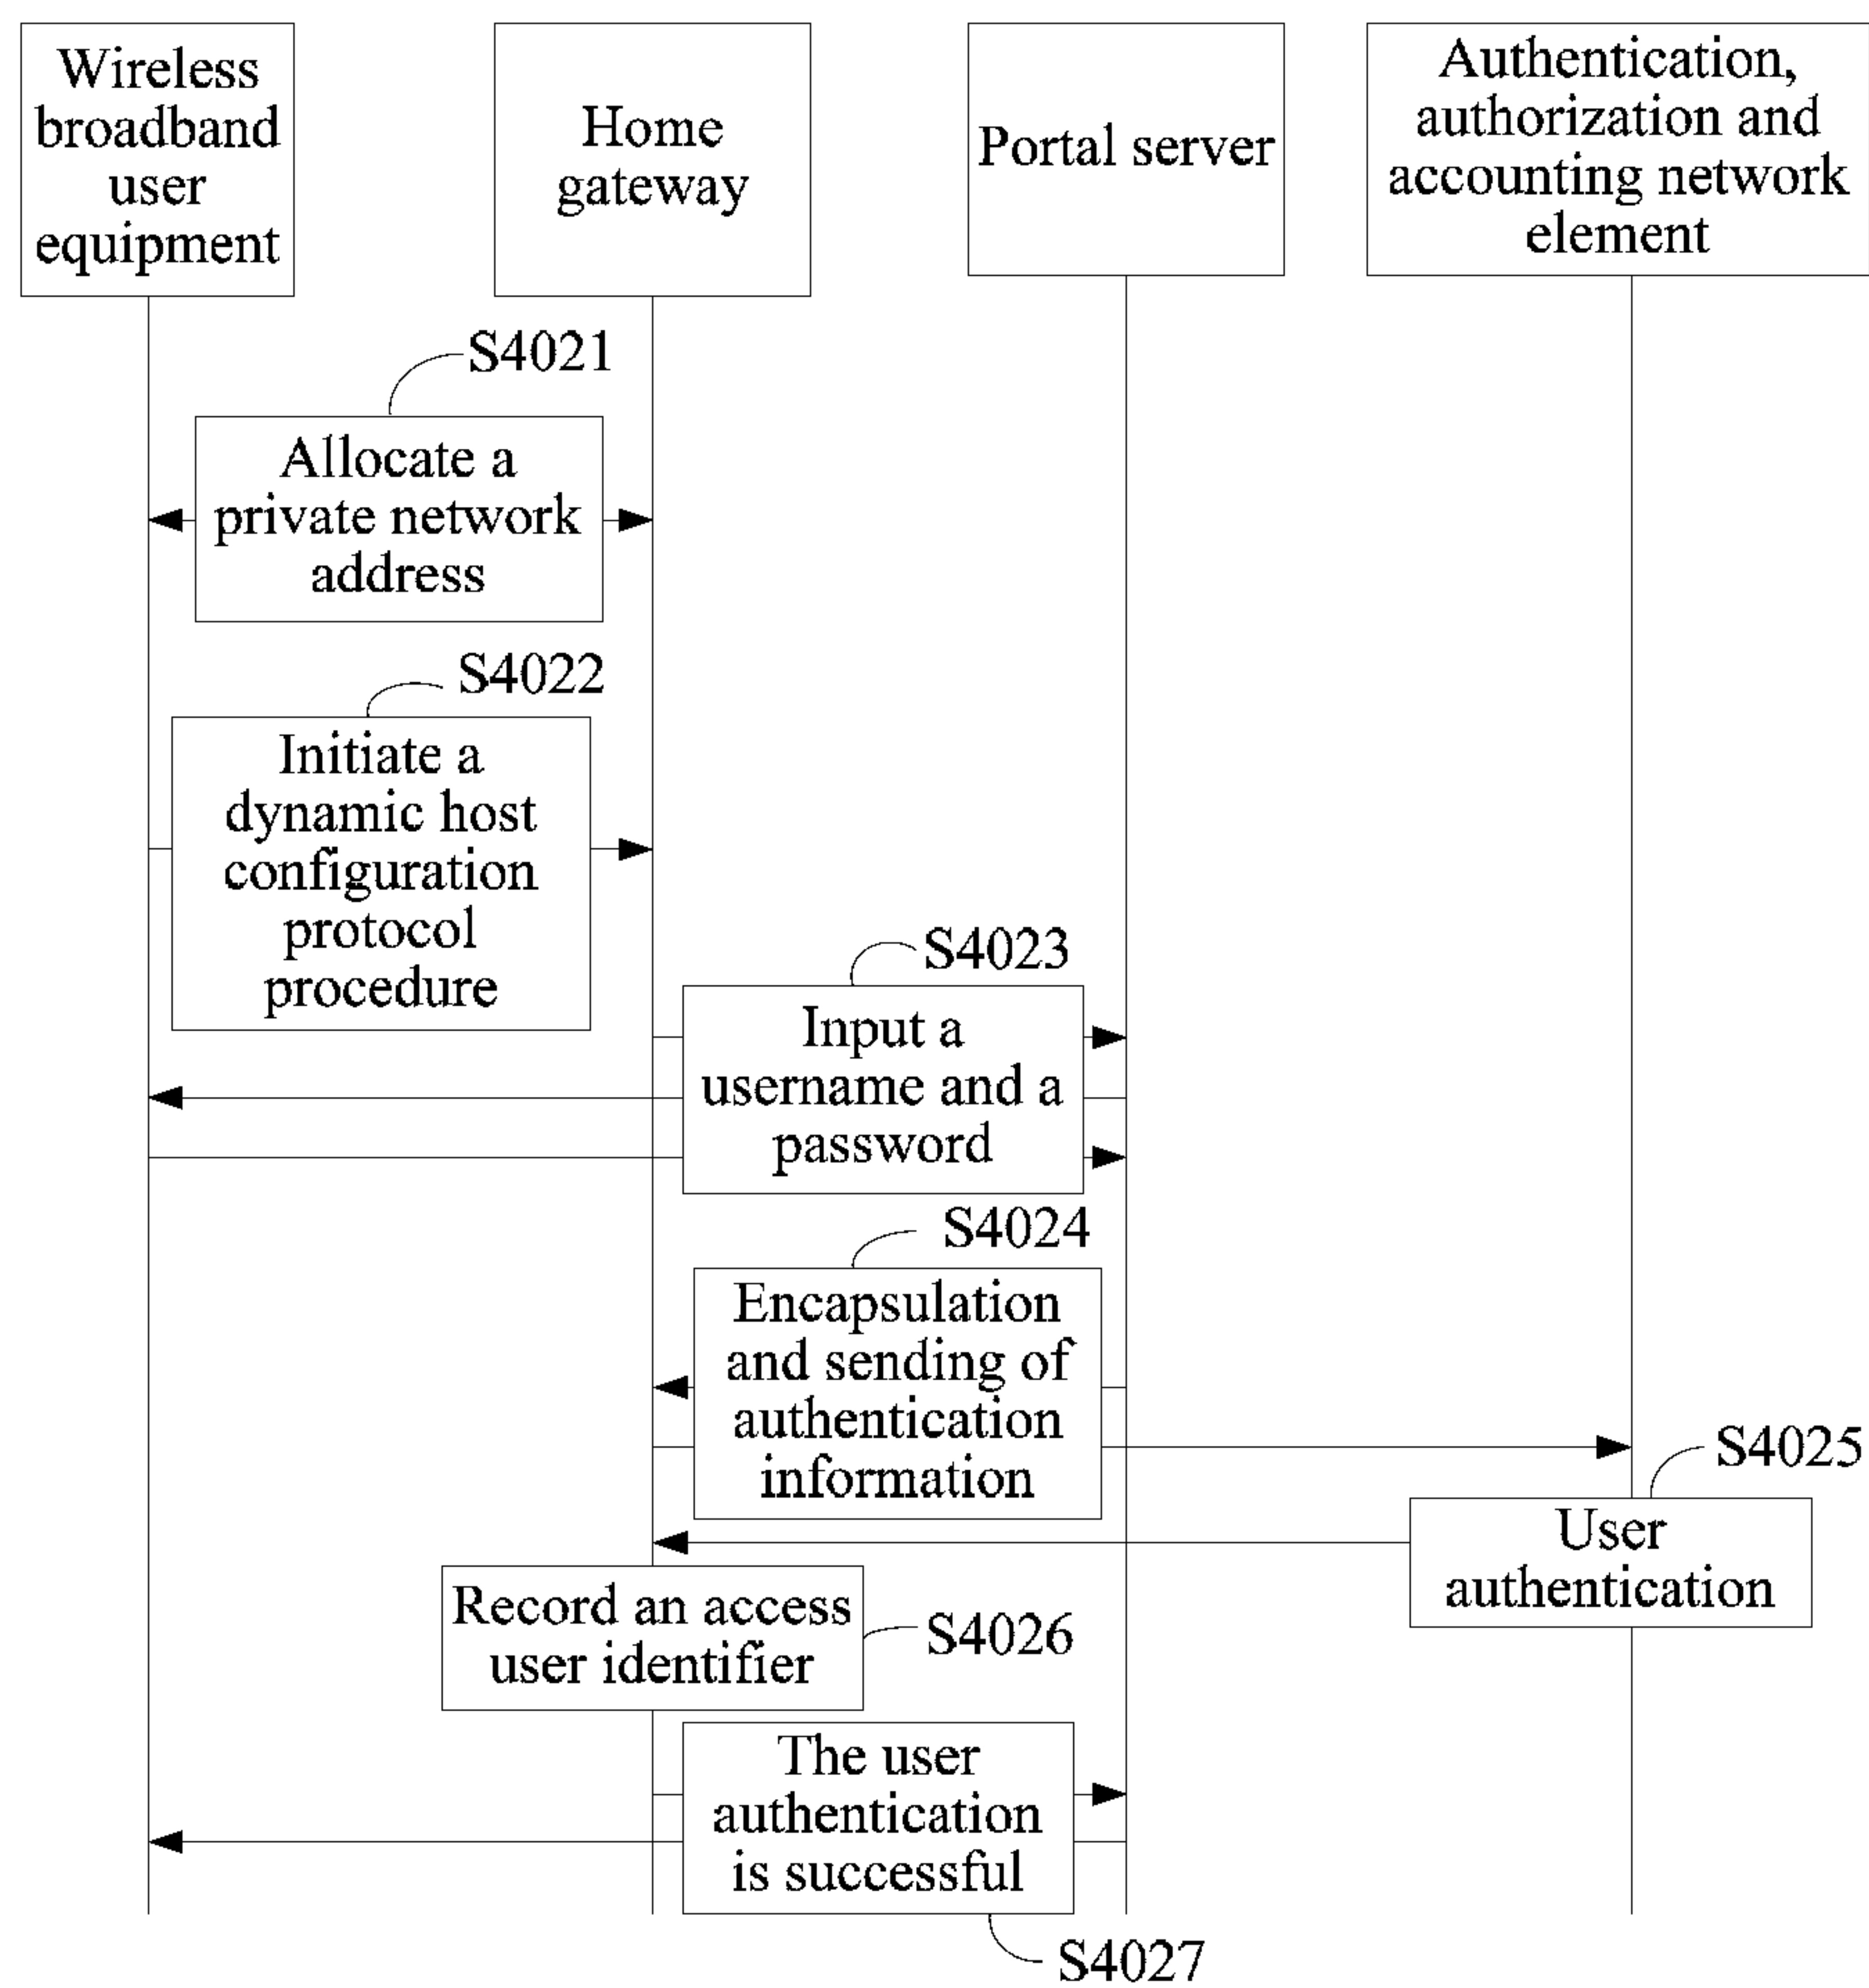 Wireless
broadband
user
equipment
Home
gateway
Portal server
Authentication,
authorization and
accounting network
element
S4021
Allocate a
private network
address
S4022
Initiate a
dynamic host
configuration
protocol
procedure
S4023
Input a
username and a
password
S4024
Encapsulation
and sending of
authentication
information
S4025
User
authentication
Record an access
user identifier
S4026
The user
authentication
is successful
S4027